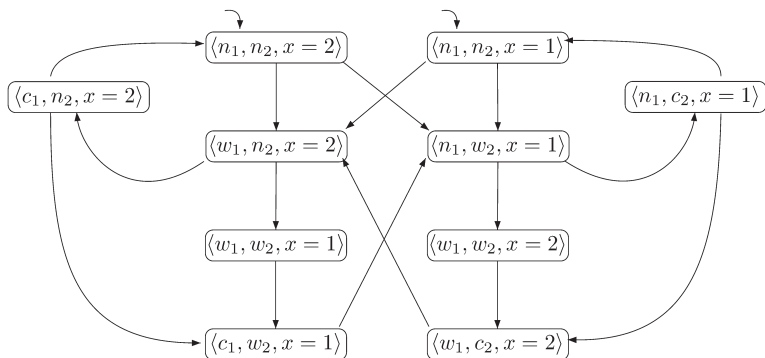 ⟨n₁, n₂, x = 2⟩ ⟨n₁, n₂, x = 1⟩
⟨c₁, n₂, x = 2⟩ ⟨n₁, c₂, x = 1⟩
⟨w₁, n₂, x = 2⟩ ⟨n₁, w₂, x = 1⟩
⟨w₁, w₂, x = 1⟩ ⟨w₁, w₂, x = 2⟩
⟨c₁, w₂, x = 1⟩ ⟨w₁, c₂, x = 2⟩